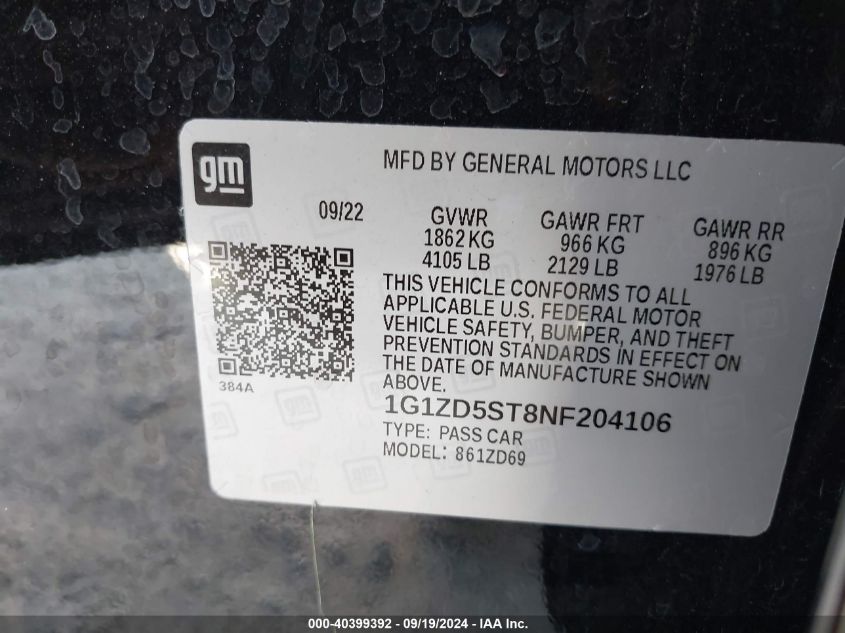 gm
MFD BY GENERAL MOTORS LLC
09/22
GVWR
1862 KG
4105 LB
GAWR FRT
966 KG
2129 LB
GAWR RR
896 KG
1976 LB
384A
THIS VEHICLE CONFORMS TO ALL
APPLICABLE U.S. FEDERAL MOTOR
VEHICLE SAFETY, BUMPER, AND THEFT
PREVENTION STANDARDS IN EFFECT ON
THE DATE OF MANUFACTURE SHOWN
ABOVE.
1G1ZD5ST8NF204106
TYPE: PASS CAR
MODEL: 861ZD69
000-40399392 - 09/19/2024 - IAA Inc.